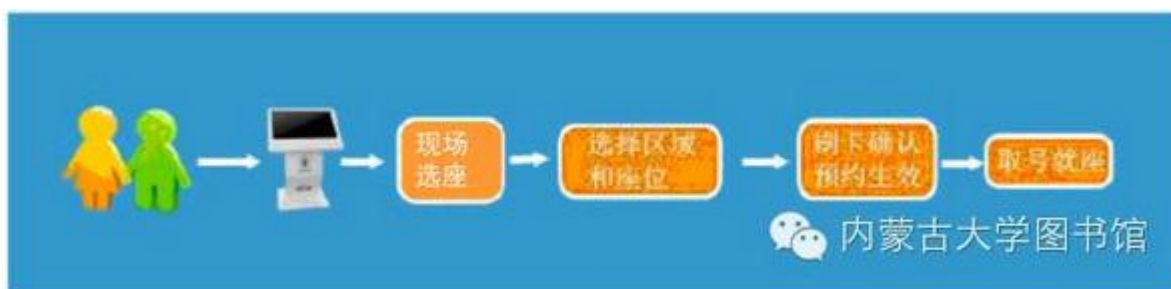 现场
选座
选择区域
和座位
刷卡确认
预约生效
取号就座
内蒙古大学图书馆